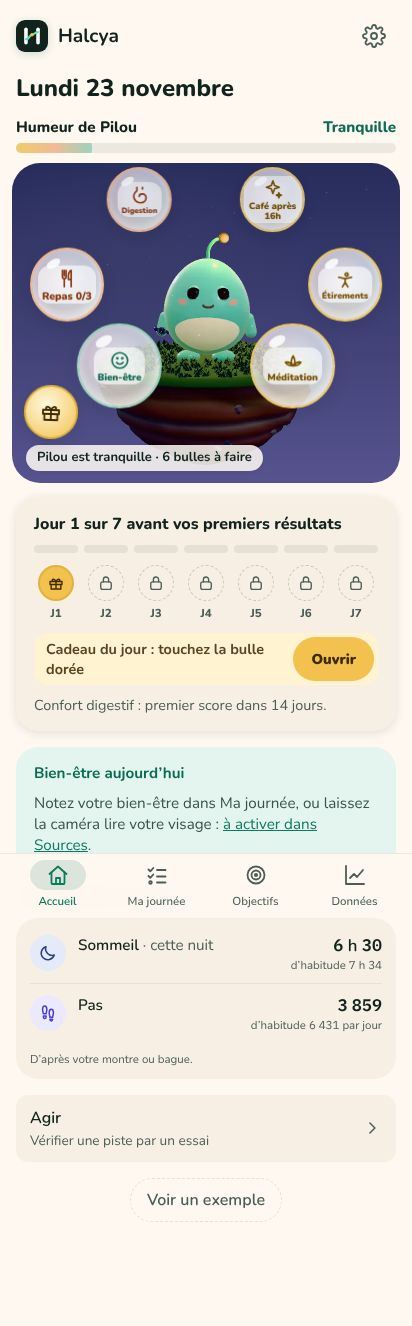 Halcya
Lundi 23 novembre
Humeur de Pilou
Tranquille
Digestion
Café après
16h
Repas 0/3
Étirements
Bien-être
Méditation
Pilou est tranquille · 6 bulles à faire
Jour 1 sur 7 avant vos premiers résultats
J1 J2 J3 J4 J5 J6 J7
Cadeau du jour : touchez la bulle
dorée
Ouvrir
Confort digestif : premier score dans 14 jours.
Bien-être aujourd’hui
Notez votre bien-être dans Ma journée, ou laissez
la caméra lire votre visage : à activer dans
Sources.
Accueil Ma journée Objectifs Données
Sommeil · cette nuit
6 h 30
d’habitude 7 h 34
Pas
3 859
d’habitude 6 431 par jour
D’après votre montre ou bague.
Agir
Vérifier une piste par un essai
Voir un exemple